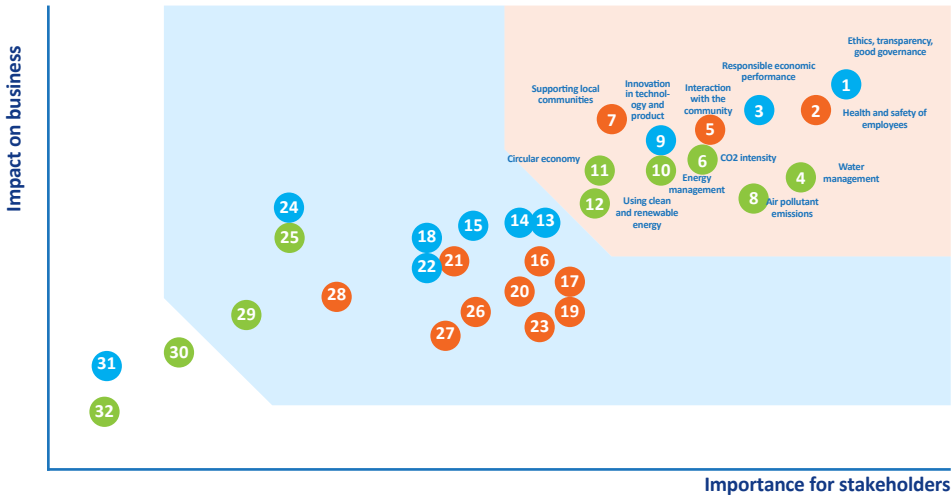 Impact on business
Ethics, transparency,
good governance
1
Responsible economic
performance
3
2
Health and safety of
employees
Supporting local
communities
7
Innovation
in technol-
ogy and
product
9
Interaction
with the
community
5
Circular economy
11
10
Energy
management
6
CO2 intensity
4
Water
management
12
Using clean
and renewable
energy
8
Air pollutant
emissions
24
25
18
15
14
13
22
21
16
17
28
20
29
26
19
27
23
30
31
32
Importance for stakeholders